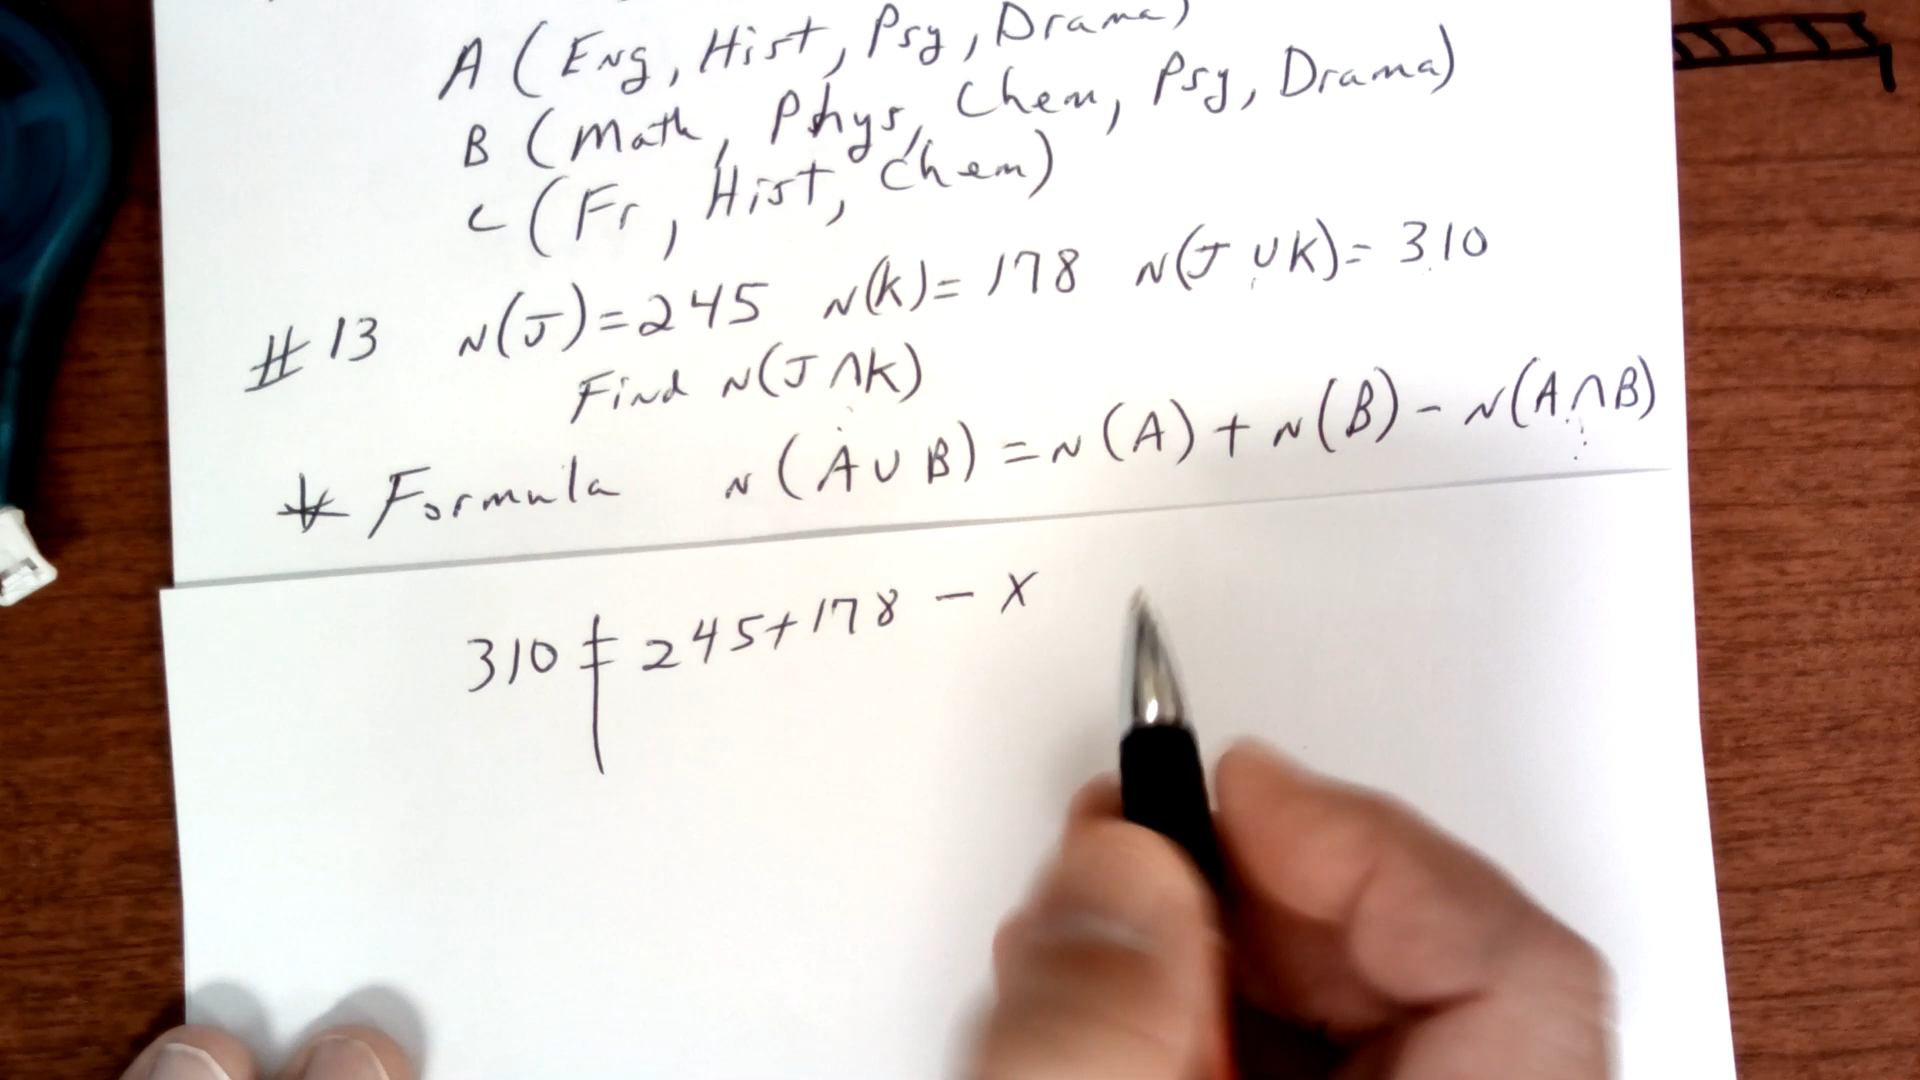 A (Eng, Hist, Psy, Drama)
B (Math, Phys, Chem, Psy, Drama)
C (Fr, Hist, Chem)
#13 n(J)=245 n(K)=178 n(J∪K)=310
Find n(J∩K)
* Formula n(A∪B)=n(A)+n(B)-n(A∩B)
310=245+178-x